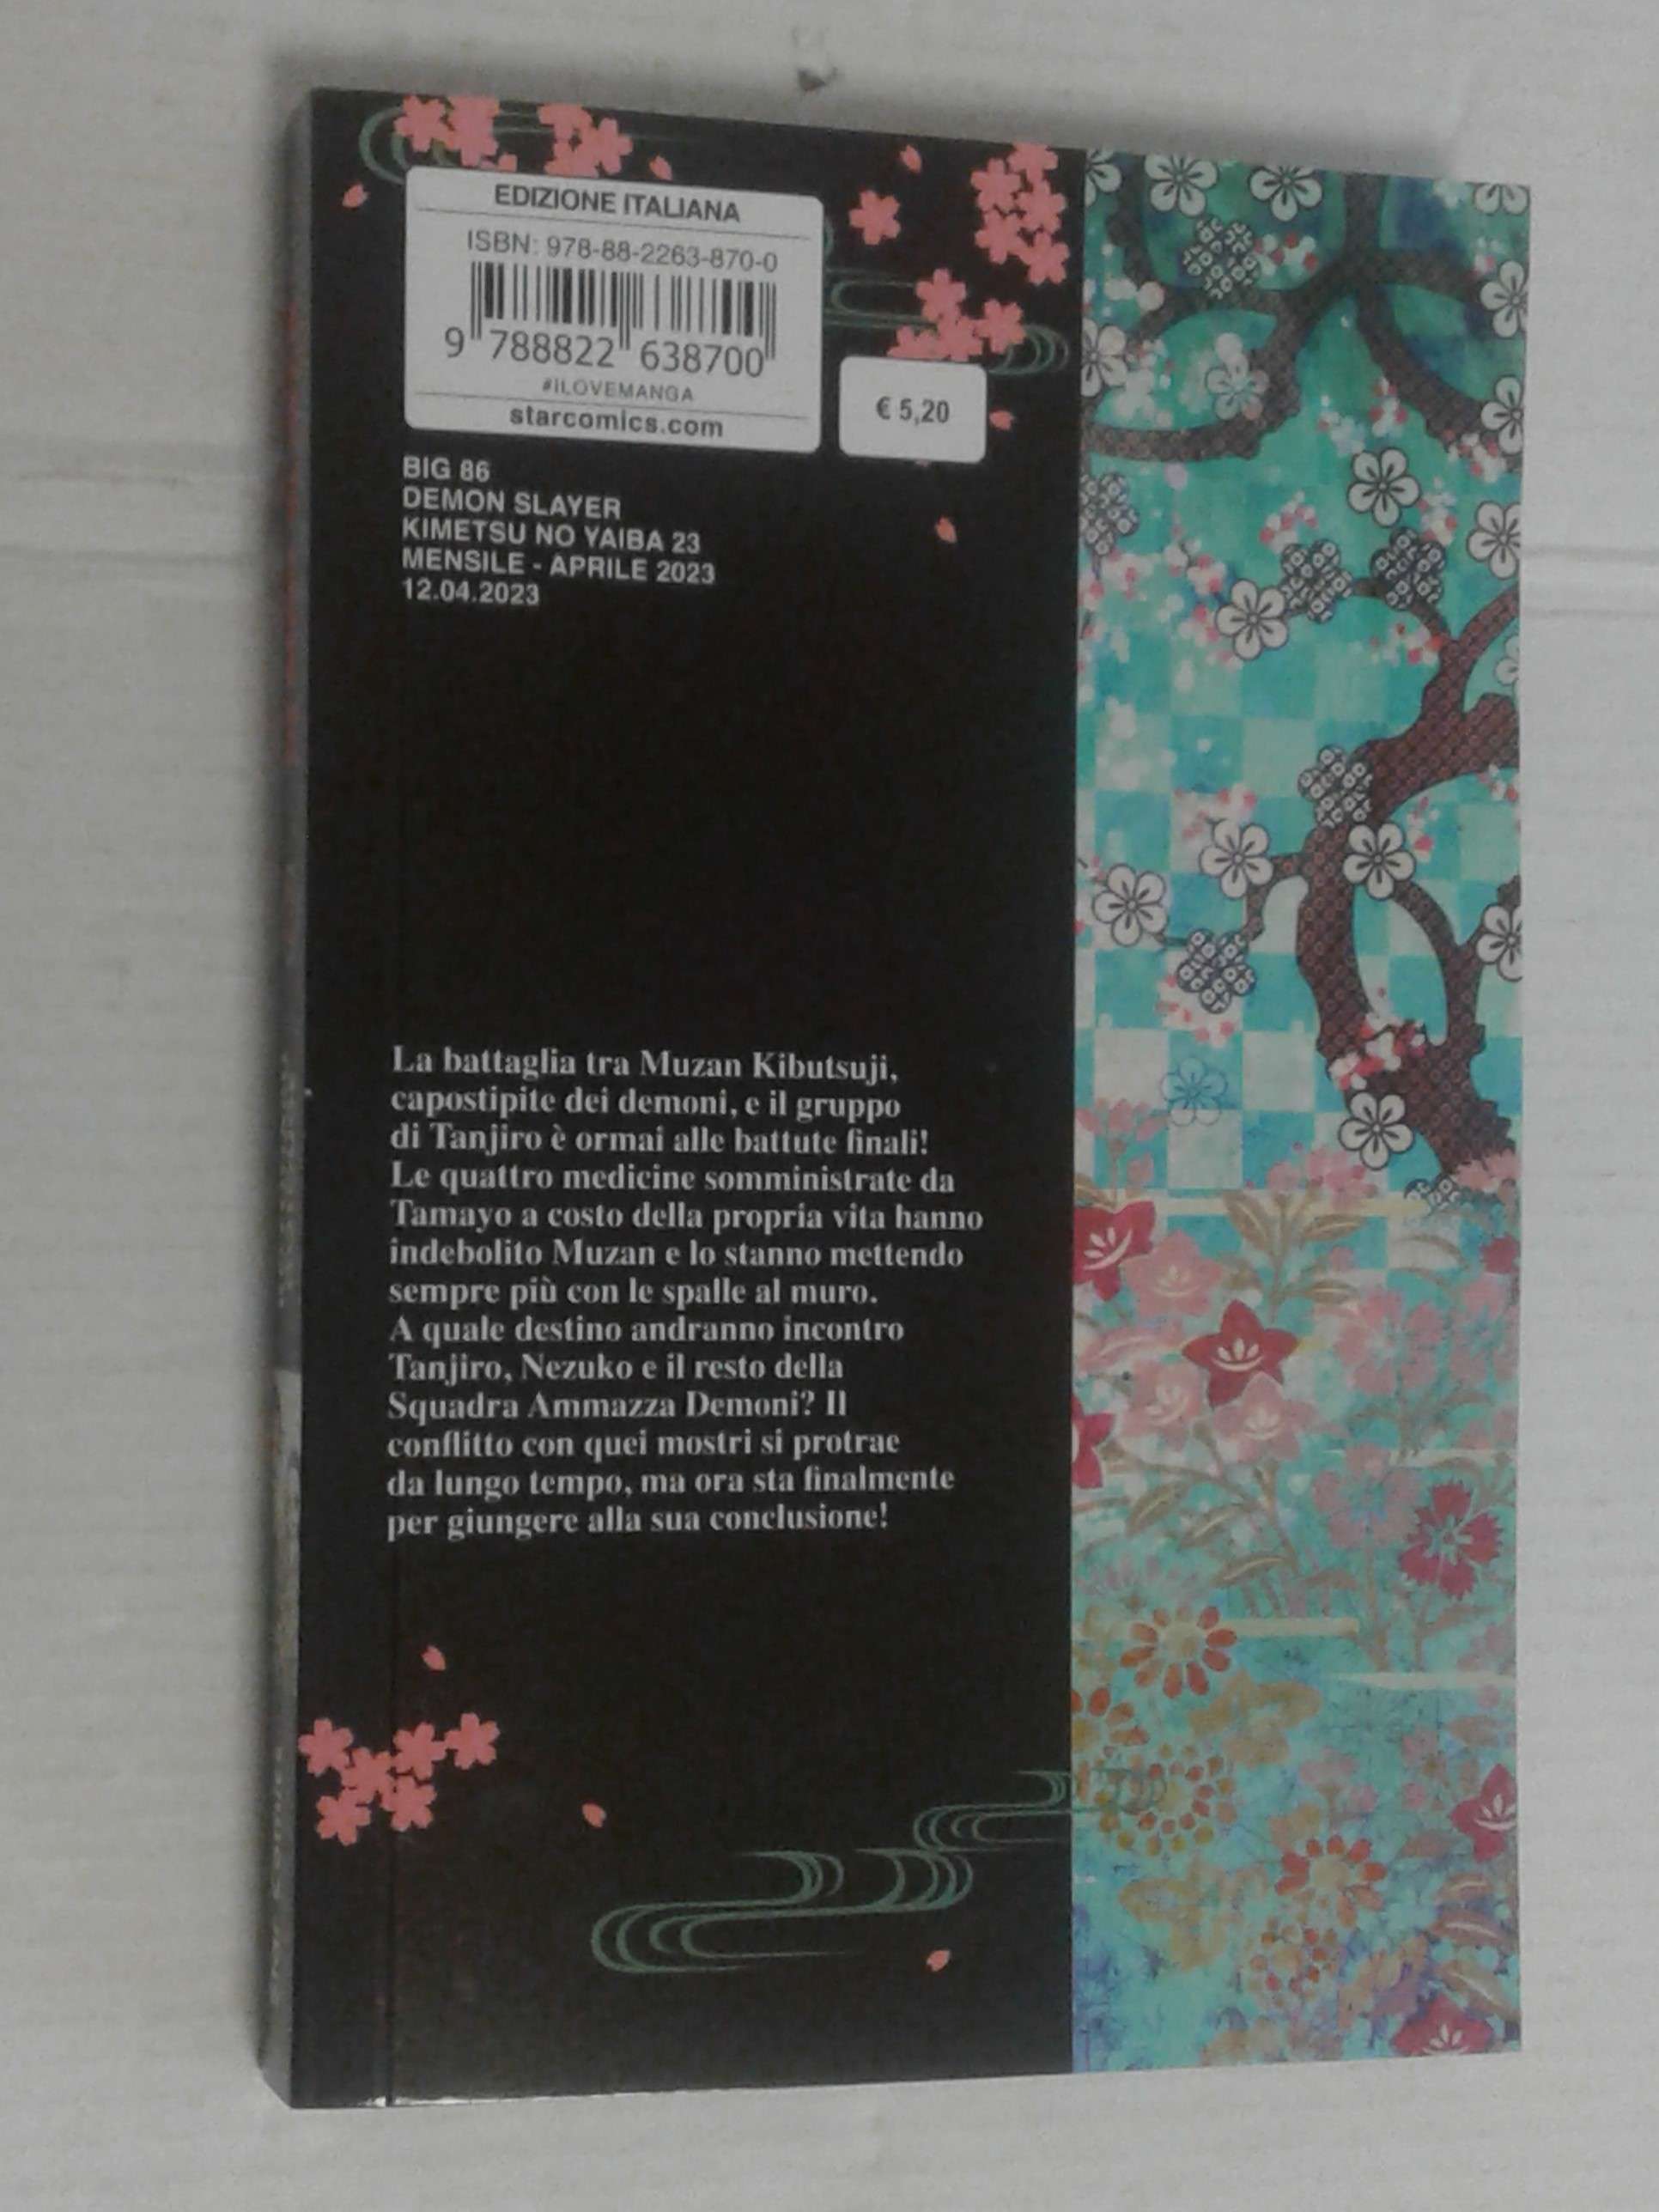 EDIZIONE ITALIANA
ISBN: 978-88-2263-870-0
9 788822 638700
#ILOVEMANGA
starcomics.com
€ 5,20
BIG 86
DEMON SLAYER
KIMETSU NO YAIBA 23
MENSILE - APRILE 2023
12.04.2023
La battaglia tra Muzan Kibutsuji,
capostipite dei demoni, e il gruppo
di Tanjiro è ormai alle battute finali!
Le quattro medicine somministrate da
Tamayo a costo della propria vita hanno
indebolito Muzan e lo stanno mettendo
sempre più con le spalle al muro.
A quale destino andranno incontro
Tanjiro, Nezuko e il resto della
Squadra Ammazza Demoni? Il
conflitto con quei mostri si protrae
da lungo tempo, ma ora sta finalmente
per giungere alla sua conclusione!